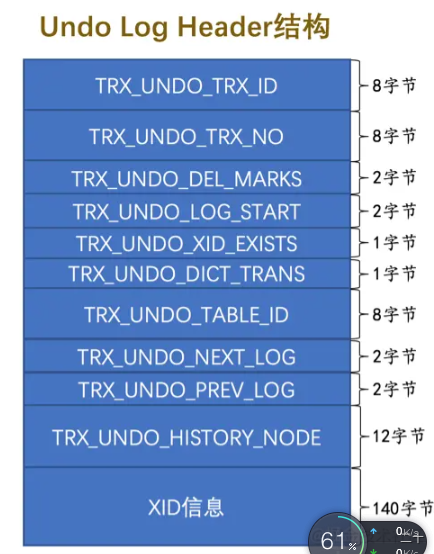 Undo Log Header结构
TRX_UNDO_TRX_ID 8字节
TRX_UNDO_TRX_NO 8字节
TRX_UNDO_DEL_MARKS 2字节
TRX_UNDO_LOG_START 2字节
TRX_UNDO_XID_EXISTS 1字节
TRX_UNDO_DICT_TRANS 1字节
TRX_UNDO_TABLE_ID 8字节
TRX_UNDO_NEXT_LOG 2字节
TRX_UNDO_PREV_LOG 2字节
TRX_UNDO_HISTORY_NODE 12字节
XID信息 140字节
61%
0K/s
0K/s